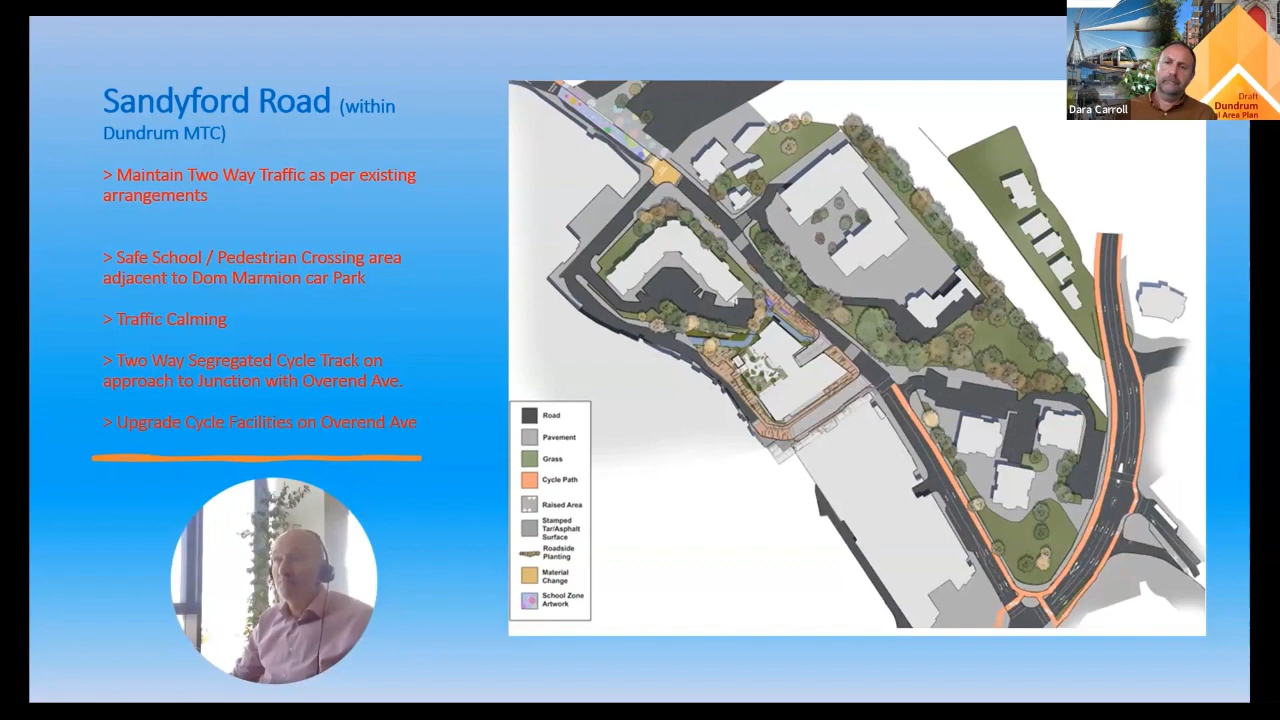 Sandyford Road (within
Dundrum MTC)
> Maintain Two Way Traffic as per existing
arrangements
> Safe School / Pedestrian Crossing area
adjacent to Dom Marmion car Park
> Traffic Calming
> Two Way Segregated Cycle Track on
approach to Junction with Overend Ave.
> Upgrade Cycle Facilities on Overend Ave
Road
Pavement
Grass
Cycle Path
Raised Area
Stamped
Tar/Asphalt
Surface
Roadside
Planting
Material
Change
School Zone
Artwork
Dara Carroll
Draft
Dundrum
l Area Plan